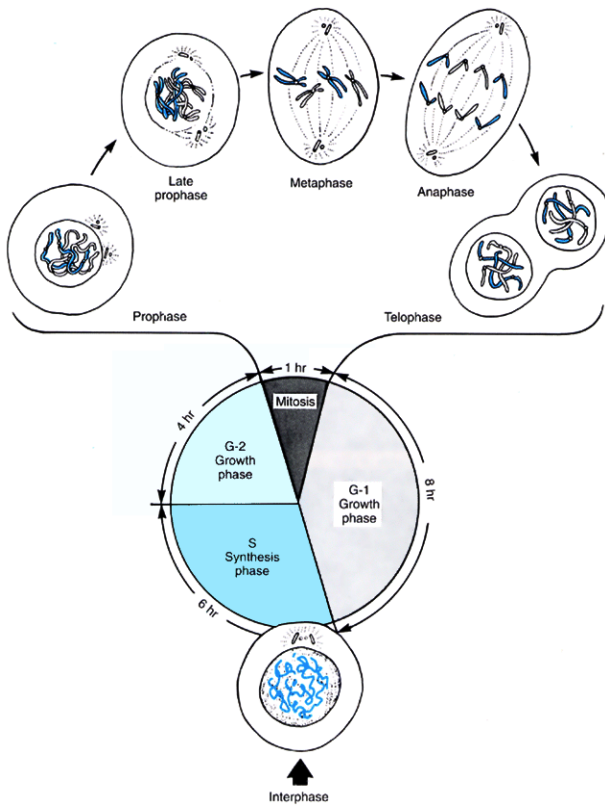 Late
prophase
Metaphase
Anaphase
Prophase
Telophase
1 hr
Mitosis
4 hr
G-2
Growth
phase
G-1
Growth
phase
8 hr
S
Synthesis
phase
6 hr
Interphase